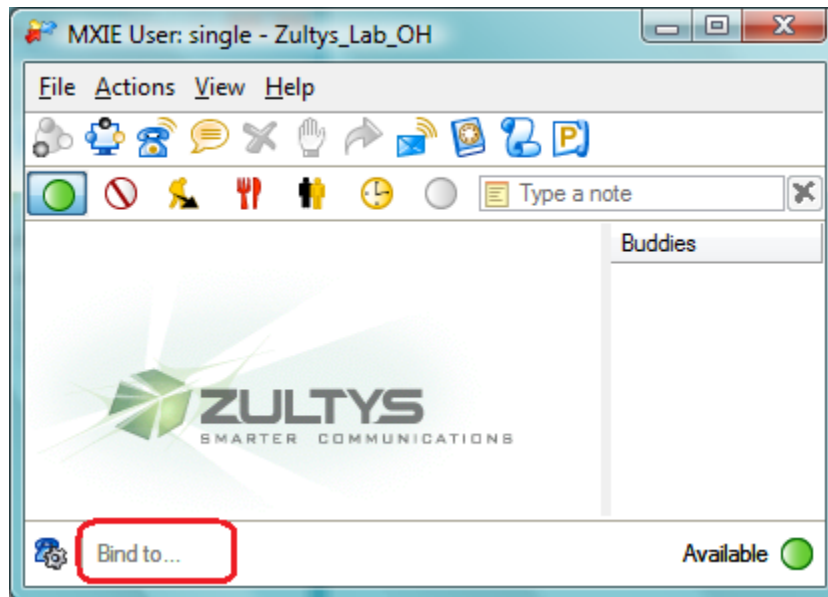 MXIE User: single - Zultys_Lab_OH
File Actions View Help
P
Type a note
Buddies
ZULTYS
SMARTER COMMUNICATIONS
Bind to...
Available